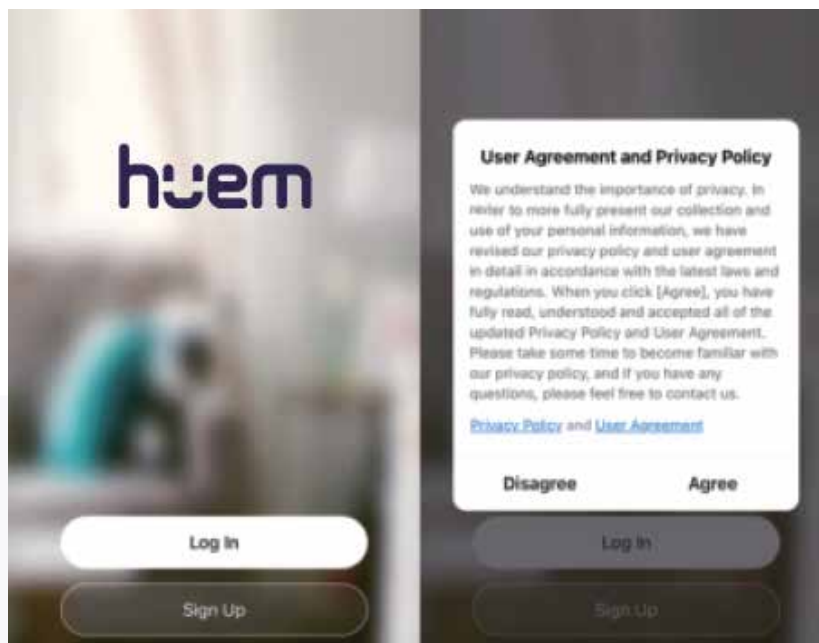 huem
Log In
Sign Up
User Agreement and Privacy Policy
We understand the importance of privacy. In
to more fully present our collection and
use of your personal information, we have
revised our privacy policy and user agreement
in detail in accordance with the latest laws and
regulations. When you click [Agree], you have
fully read, understood and accepted all of the
updated Privacy Policy and User Agreement.
Please take some time to become familiar with
our privacy policy, and if you have any
questions, please feel free to contact us.
Privacy Policy and User Agreement
Disagree Agree
Log In
Sign Up